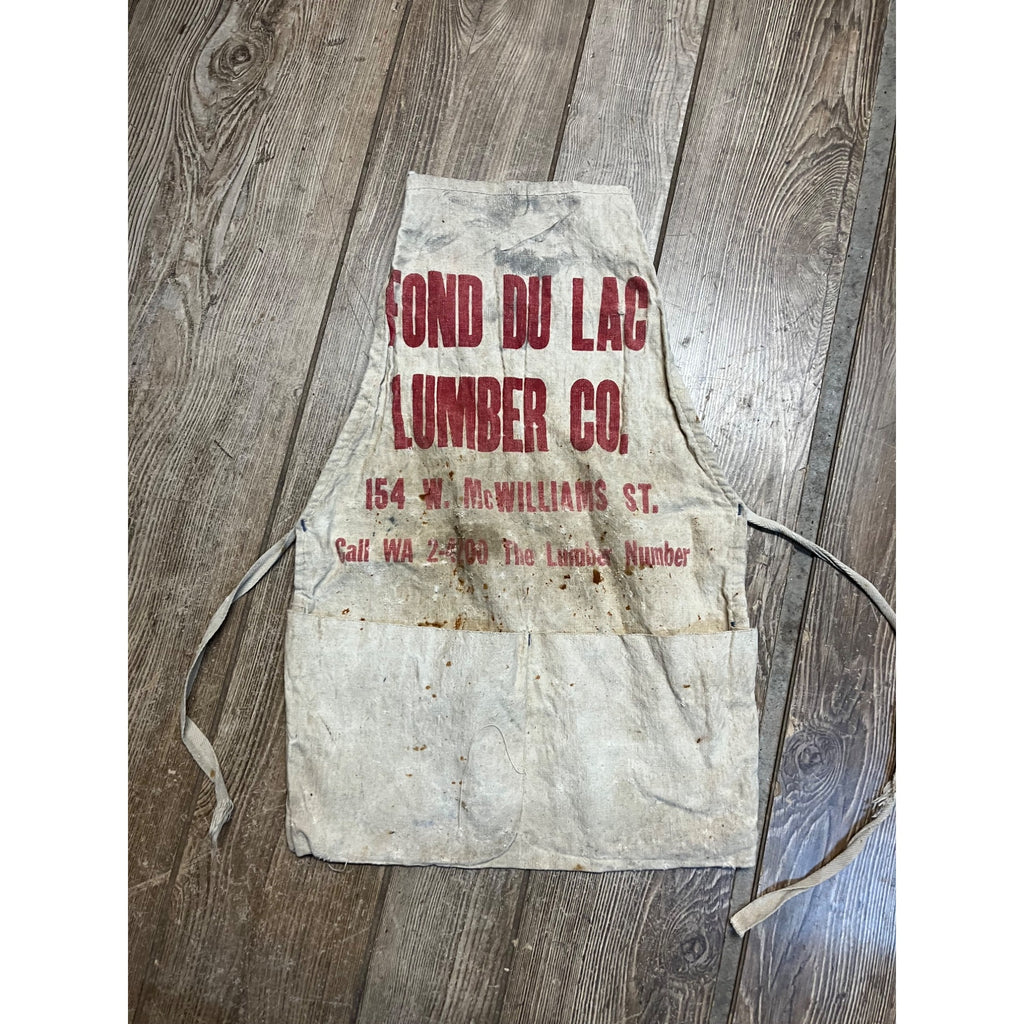 FOND DU LAC
LUMBER CO.
154 W. McWILLIAMS ST.
Call WA The Lumber Number